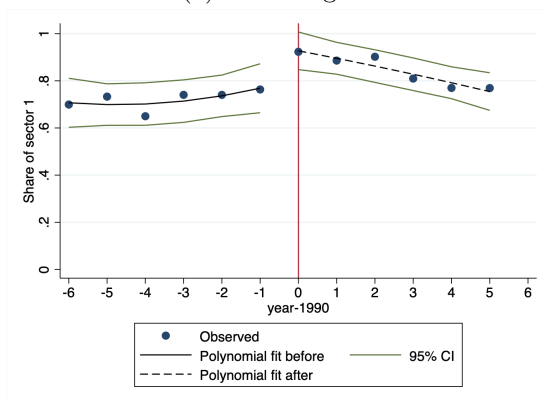 Share of sector 1
1
.8
.6
.4
.2
0
-6 -5 -4 -3 -2 -1 0 1 2 3 4 5 6
year-1990
Observed
Polynomial fit before 95% CI
Polynomial fit after